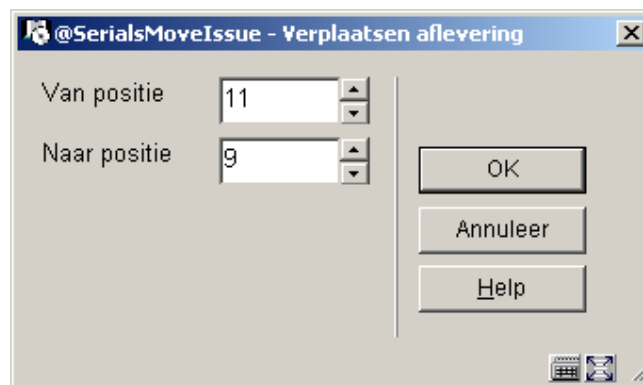 @SerialsMoveIssue - Verplaatsen aflevering
Van positie
11
Naar positie
9
OK
Annuleer
Help